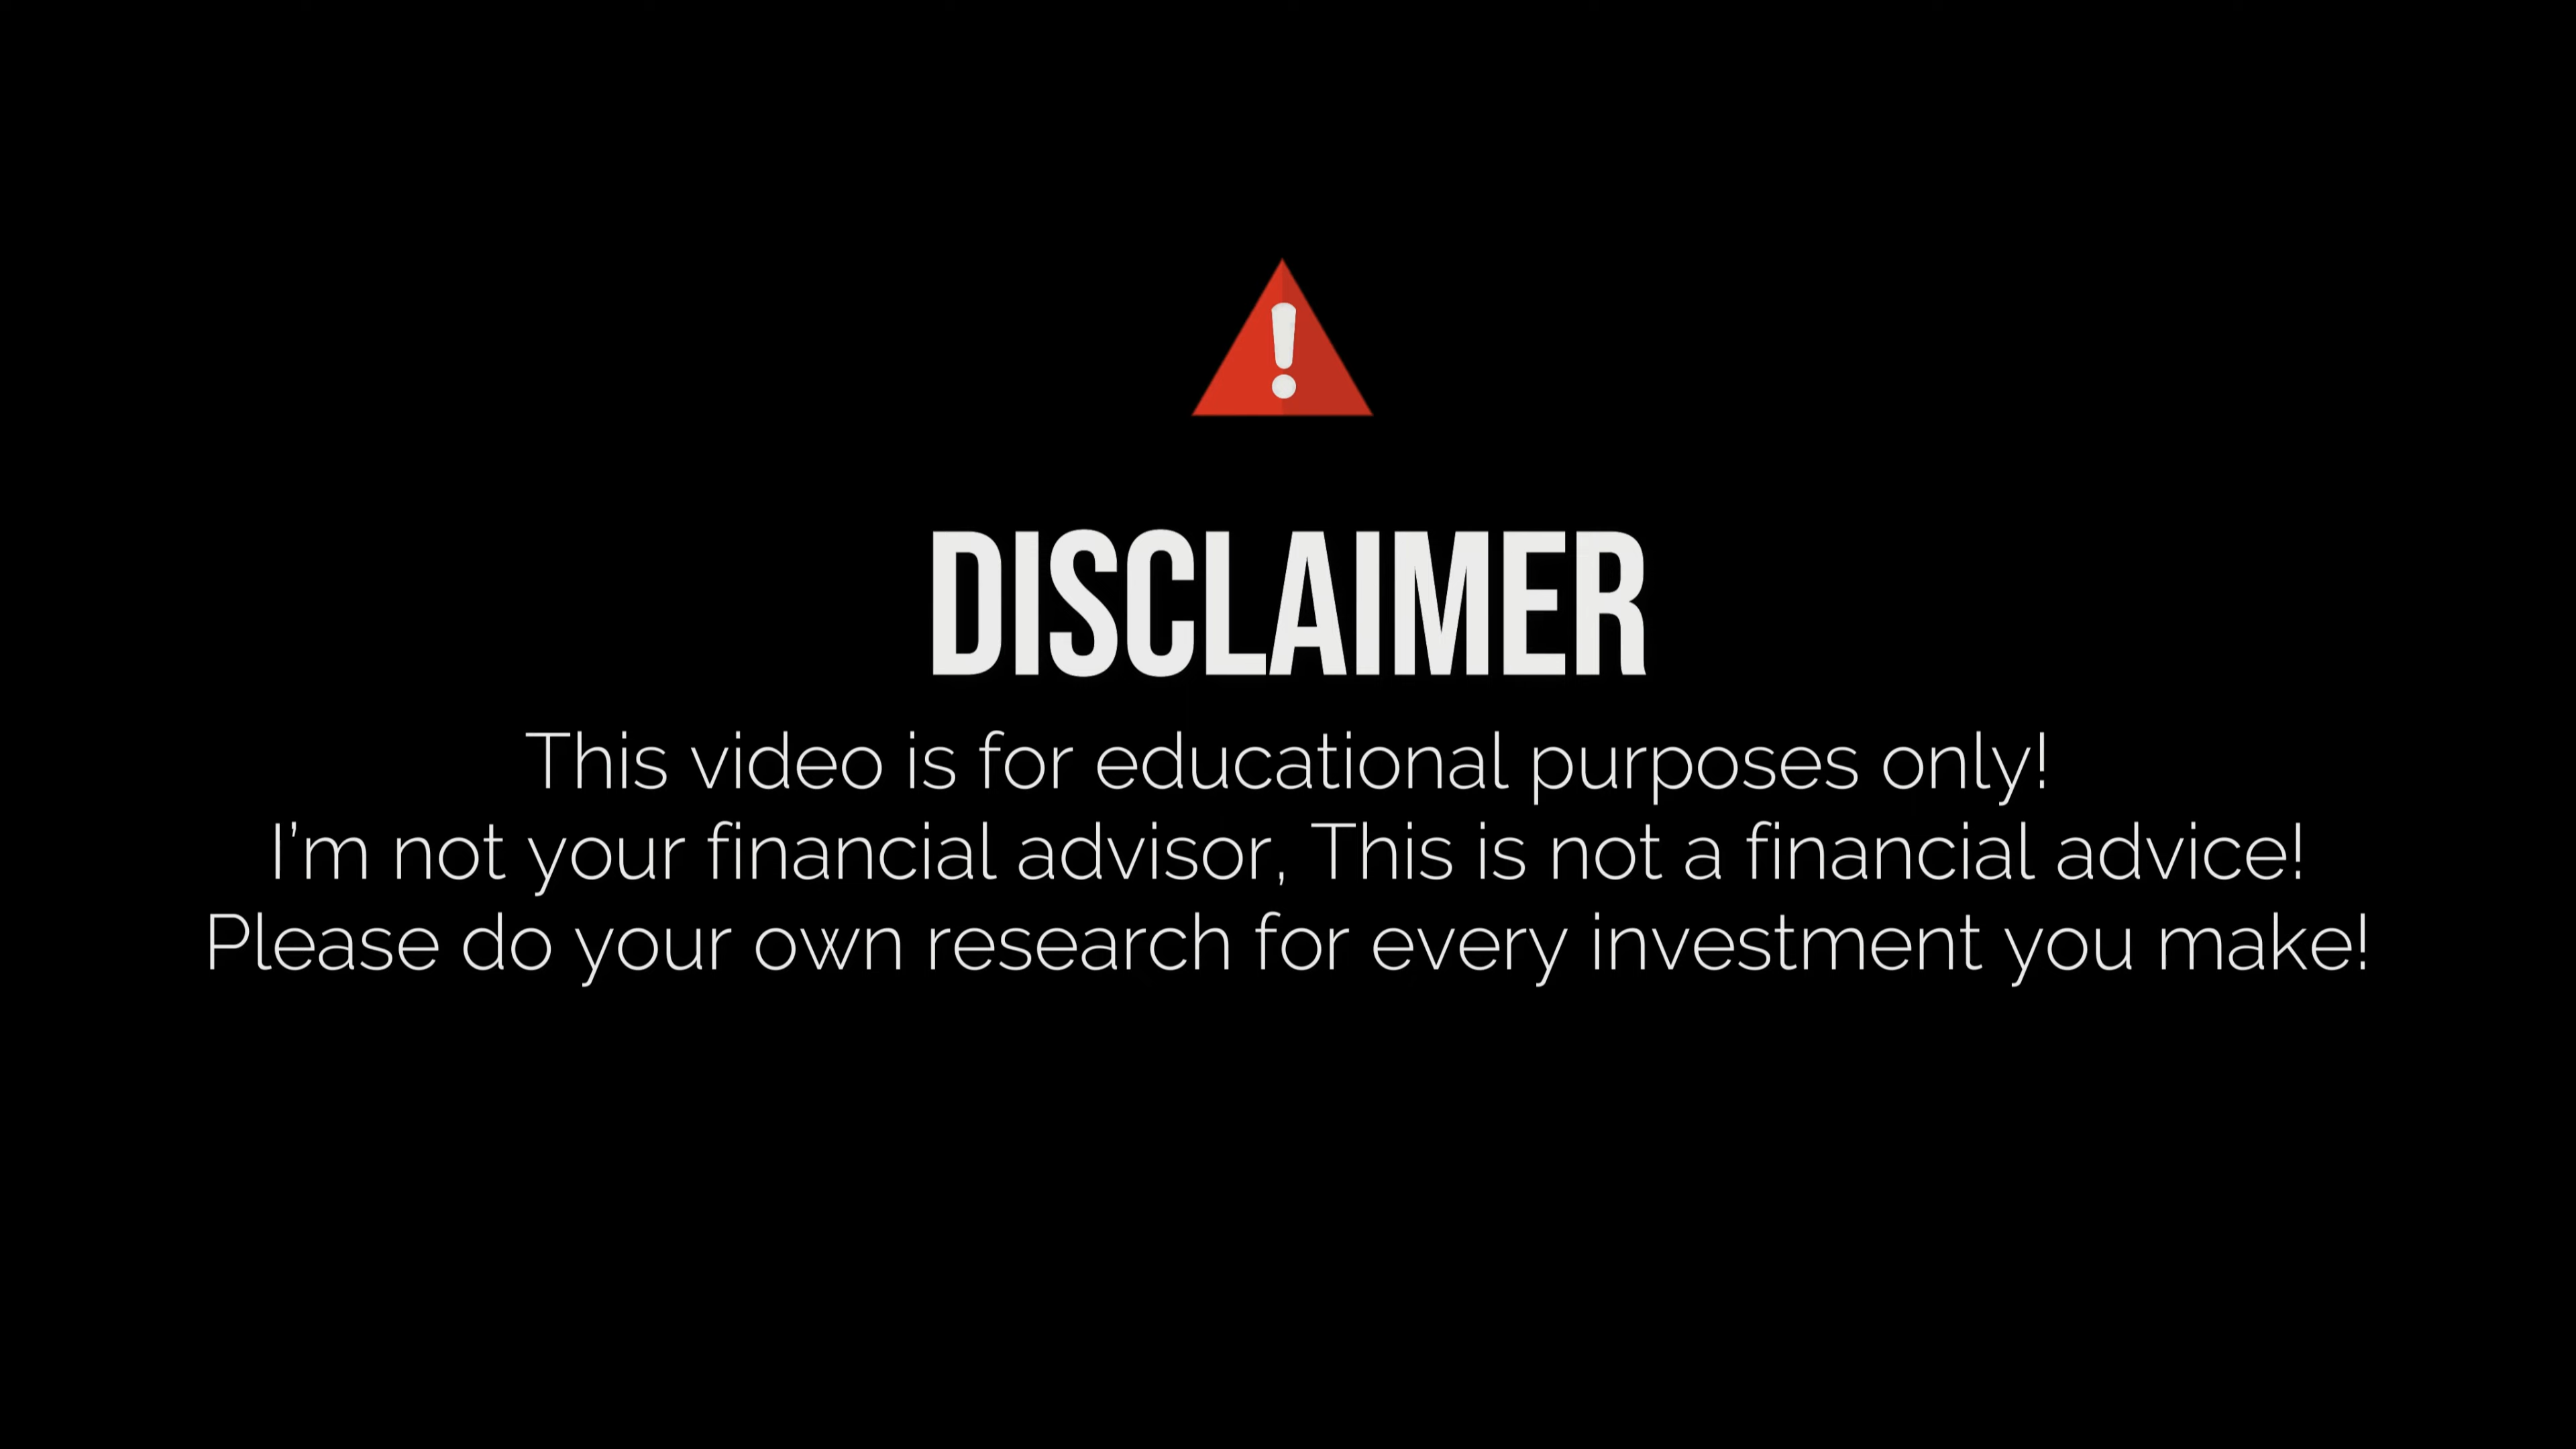 DISCLAIMER
This video is for educational purposes only!
I’m not your financial advisor, This is not a financial advice!
Please do your own research for every investment you make!